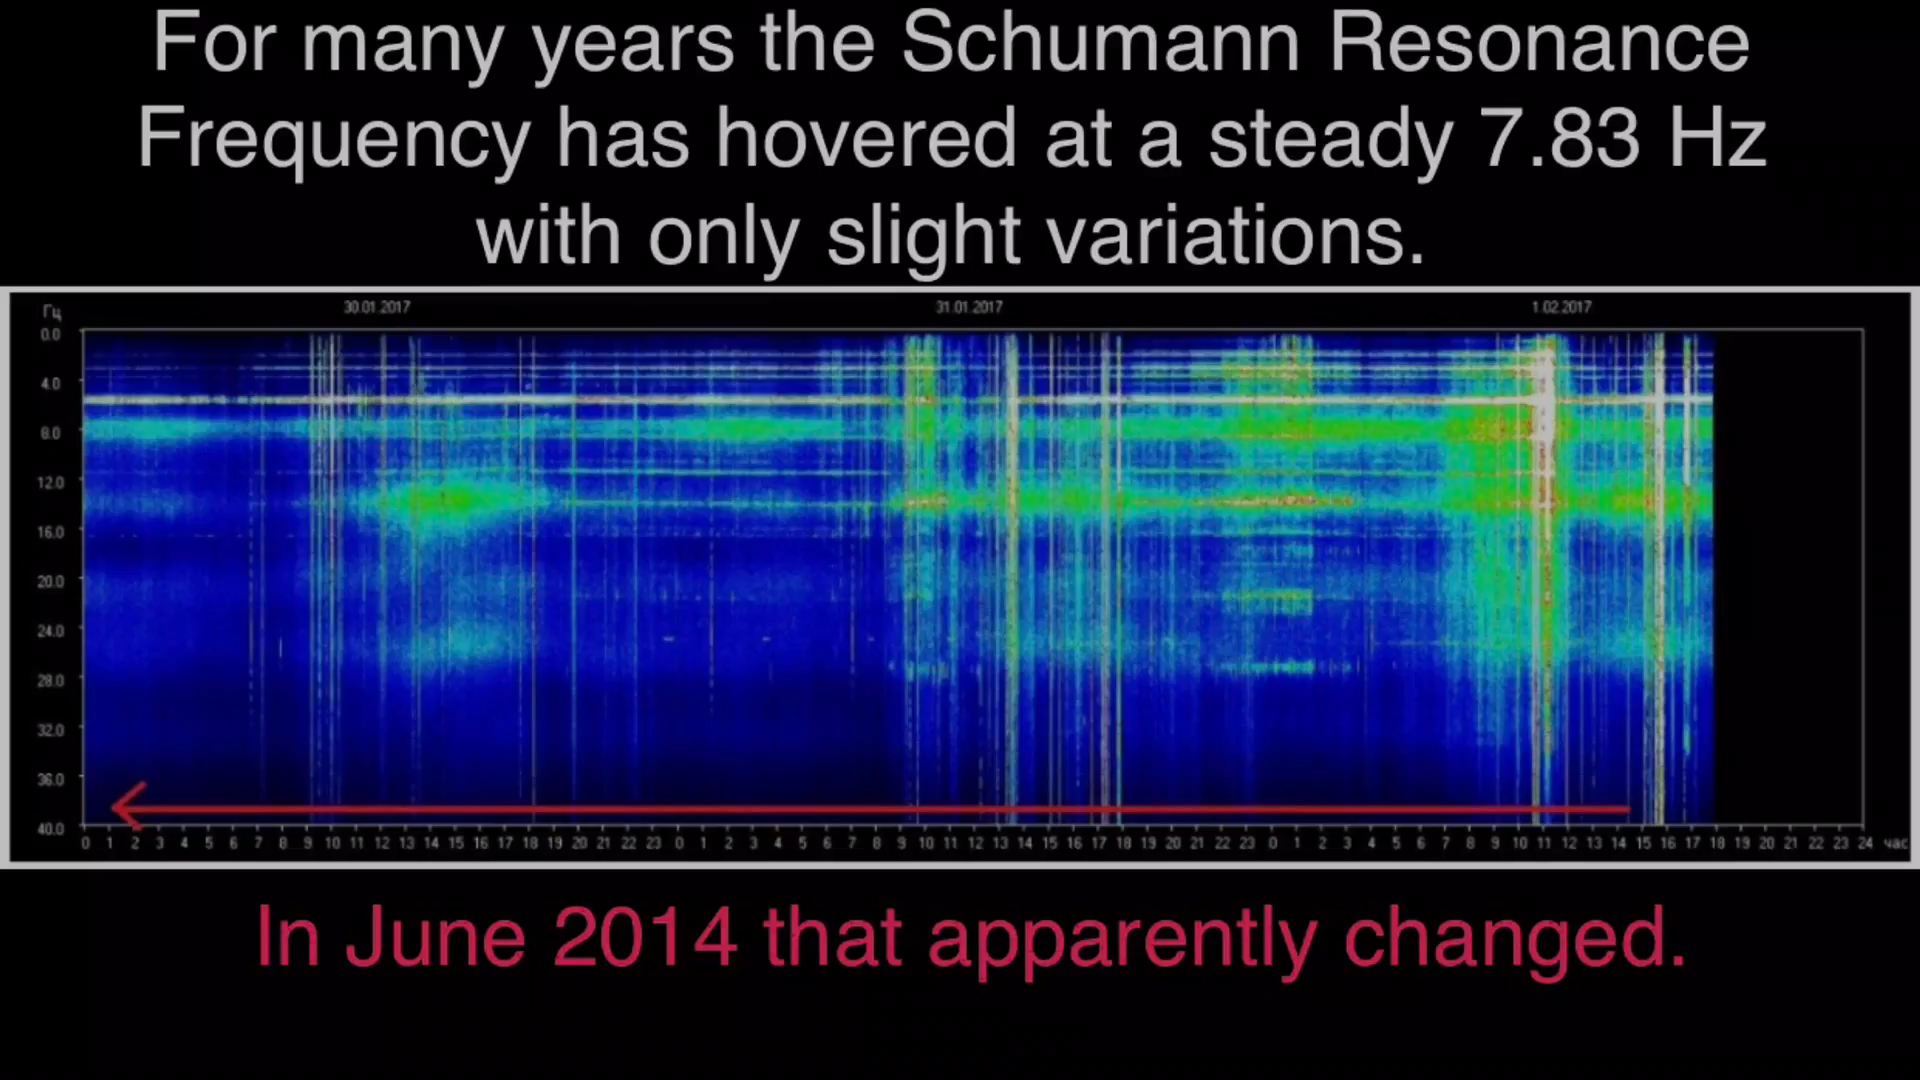 For many years the Schumann Resonance
Frequency has hovered at a steady 7.83 Hz
with only slight variations.
30.01.2017 31.01.2017 1.02.2017
Гц
0.0
4.0
8.0
12.0
16.0
20.0
24.0
28.0
32.0
36.0
40.0
0 1 2 3 4 5 6 7 8 9 10 11 12 13 14 15 16 17 18 19 20 21 22 23 0 1 2 3 4 5 6 7 8 9 10 11 12 13 14 15 16 17 18 19 20 21 22 23 0 1 2 3 4 5 6 7 8 9 10 11 12 13 14 15 16 17 18 19 20 21 22 23 24 час
In June 2014 that apparently changed.